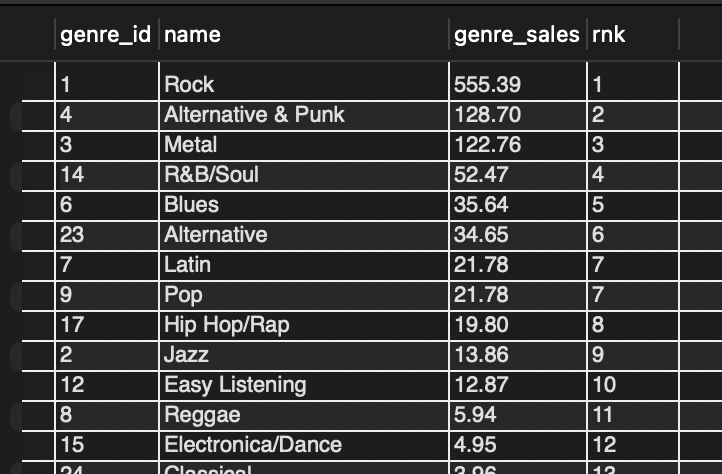 genre_id name genre_sales rnk
1 Rock 555.39 1
4 Alternative & Punk 128.70 2
3 Metal 122.76 3
14 R&B/Soul 52.47 4
6 Blues 35.64 5
23 Alternative 34.65 6
7 Latin 21.78 7
9 Pop 21.78 7
17 Hip Hop/Rap 19.80 8
2 Jazz 13.86 9
12 Easy Listening 12.87 10
8 Reggae 5.94 11
15 Electronica/Dance 4.95 12
24 Classical 3.96 13